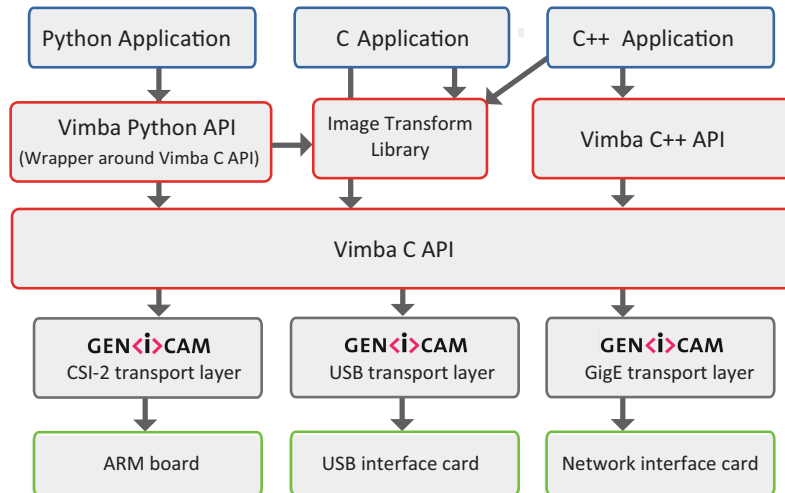 Python Application
C Application
C++ Application
Vimba Python API
(Wrapper around Vimba C API)
Image Transform
Library
Vimba C++ API
Vimba C API
GEN<i>CAM
CSI-2 transport layer
GEN<i>CAM
USB transport layer
GEN<i>CAM
GigE transport layer
ARM board
USB interface card
Network interface card